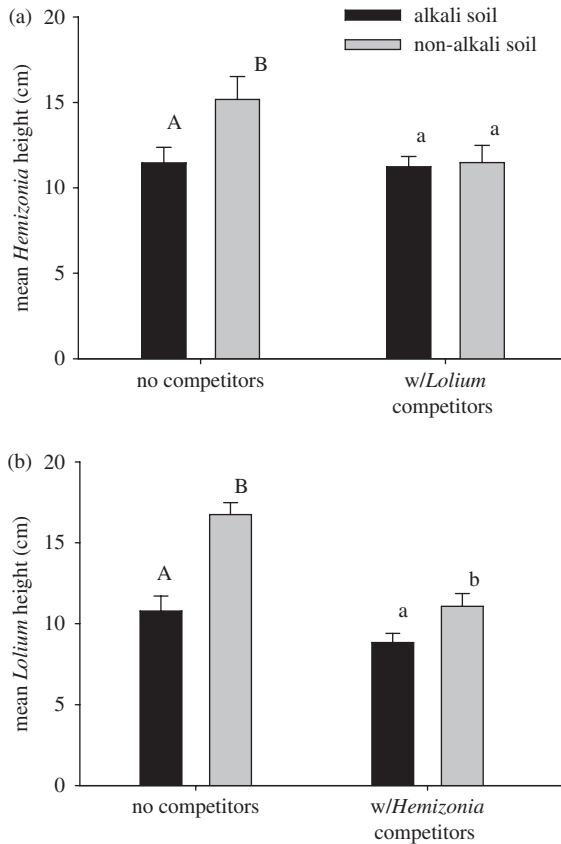 (a)
alkali soil
non-alkali soil
mean Hemizonia height (cm)
20
15
10
5
0
A
B
a
a
no competitors
w/Lolium
competitors
(b)
mean Lolium height (cm)
20
15
10
5
0
A
B
a
b
no competitors
w/Hemizonia
competitors